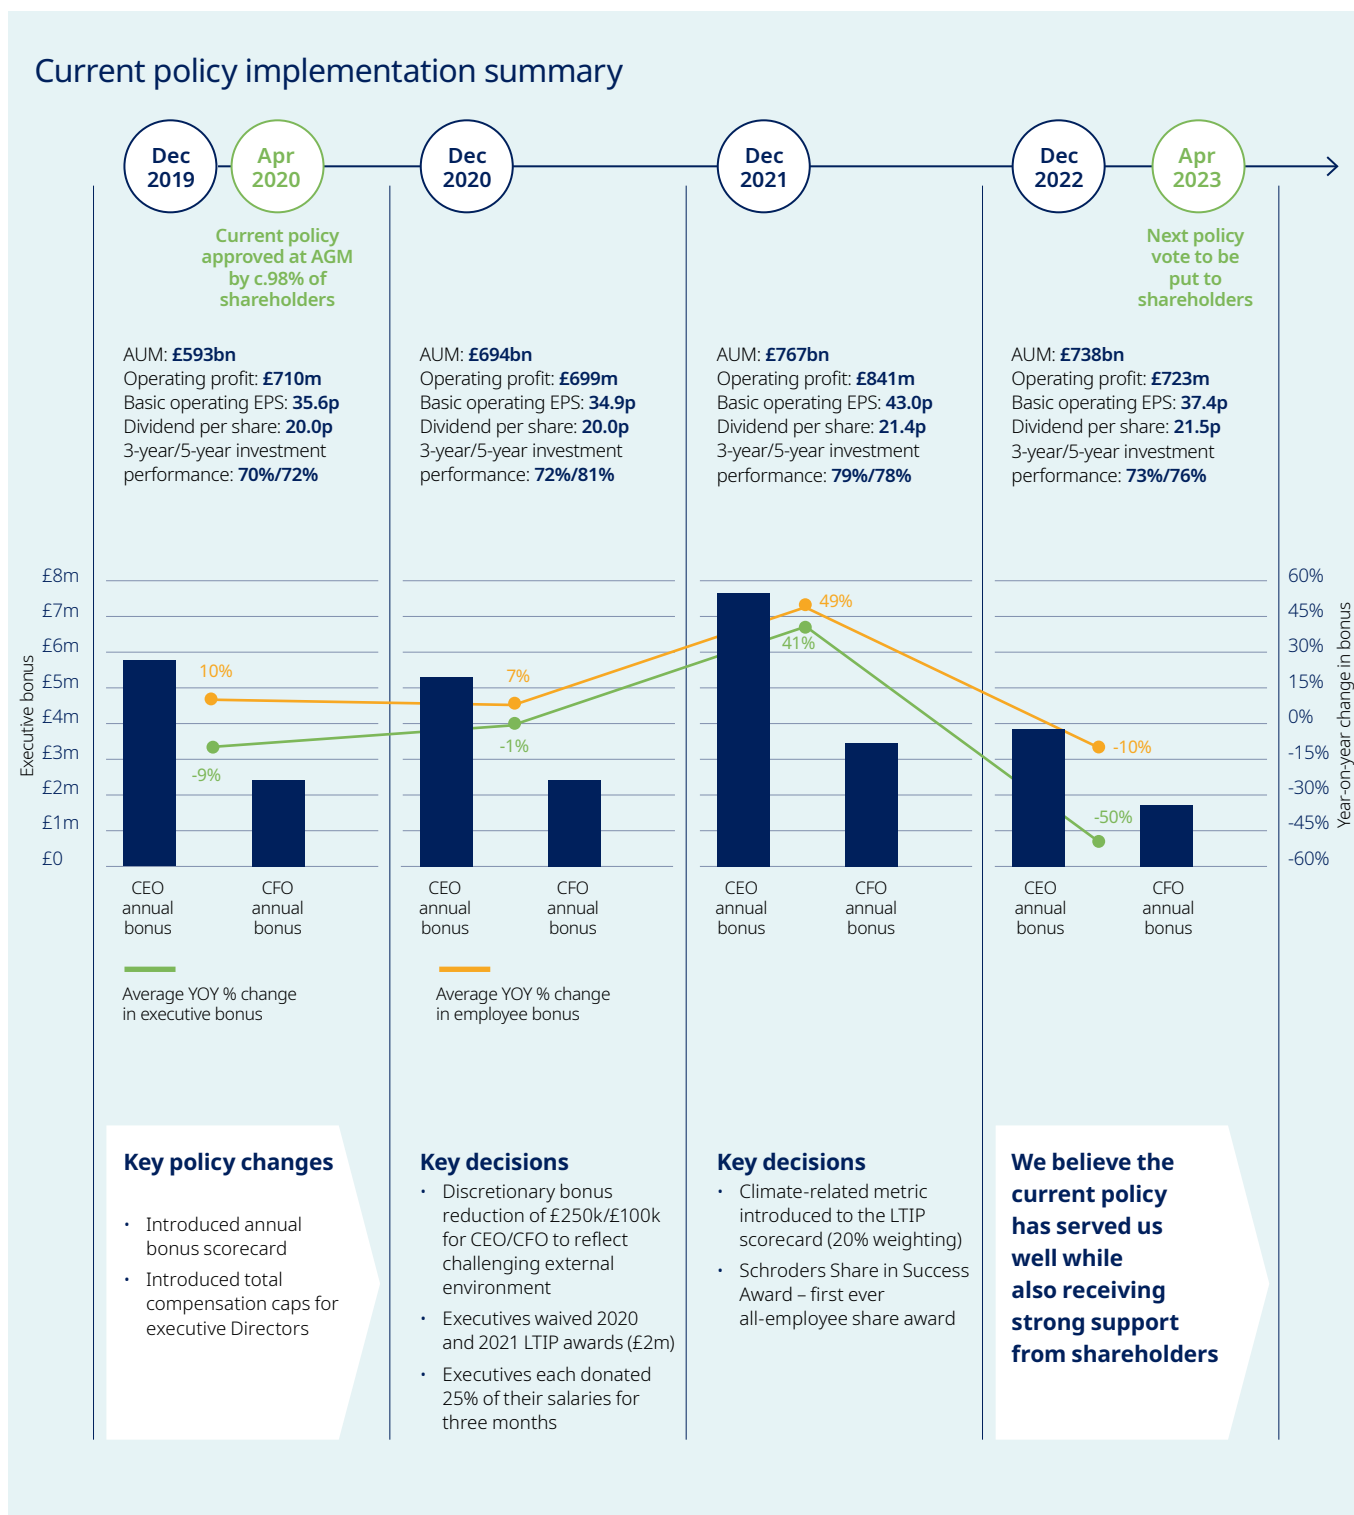 Current policy implementation summary
Dec
2019
Apr
2020
Dec
2020
Dec
2021
Dec
2022
Apr
2023
Current policy
approved at AGM
by c.98% of
shareholders
Next policy
vote to be
put to
shareholders
AUM: £593bn
Operating profit: £710m
Basic operating EPS: 35.6p
Dividend per share: 20.0p
3-year/5-year investment
performance: 70%/72%
AUM: £694bn
Operating profit: £699m
Basic operating EPS: 34.9p
Dividend per share: 20.0p
3-year/5-year investment
performance: 72%/81%
AUM: £767bn
Operating profit: £841m
Basic operating EPS: 43.0p
Dividend per share: 21.4p
3-year/5-year investment
performance: 79%/78%
AUM: £738bn
Operating profit: £723m
Basic operating EPS: 37.4p
Dividend per share: 21.5p
3-year/5-year investment
performance: 73%/76%
Executive bonus
£8m
£7m
£6m
£5m
£4m
£3m
£2m
£1m
£0
10%
-9%
7%
-1%
49%
41%
-10%
-50%
60%
45%
30%
15%
0%
-15%
-30%
-45%
-60%
Year-on-year change in bonus
CEO
annual
bonus
CFO
annual
bonus
CEO
annual
bonus
CFO
annual
bonus
CEO
annual
bonus
CFO
annual
bonus
CEO
annual
bonus
CFO
annual
bonus
Average YOY % change
in executive bonus
Average YOY % change
in employee bonus
Key policy changes
• Introduced annual
bonus scorecard
• Introduced total
compensation caps for
executive Directors
Key decisions
• Discretionary bonus
reduction of £250k/£100k
for CEO/CFO to reflect
challenging external
environment
• Executives waived 2020
and 2021 LTIP awards (£2m)
• Executives each donated
25% of their salaries for
three months
Key decisions
• Climate-related metric
introduced to the LTIP
scorecard (20% weighting)
• Schroders Share in Success
Award – first ever
all-employee share award
We believe the
current policy
has served us
well while
also receiving
strong support
from shareholders